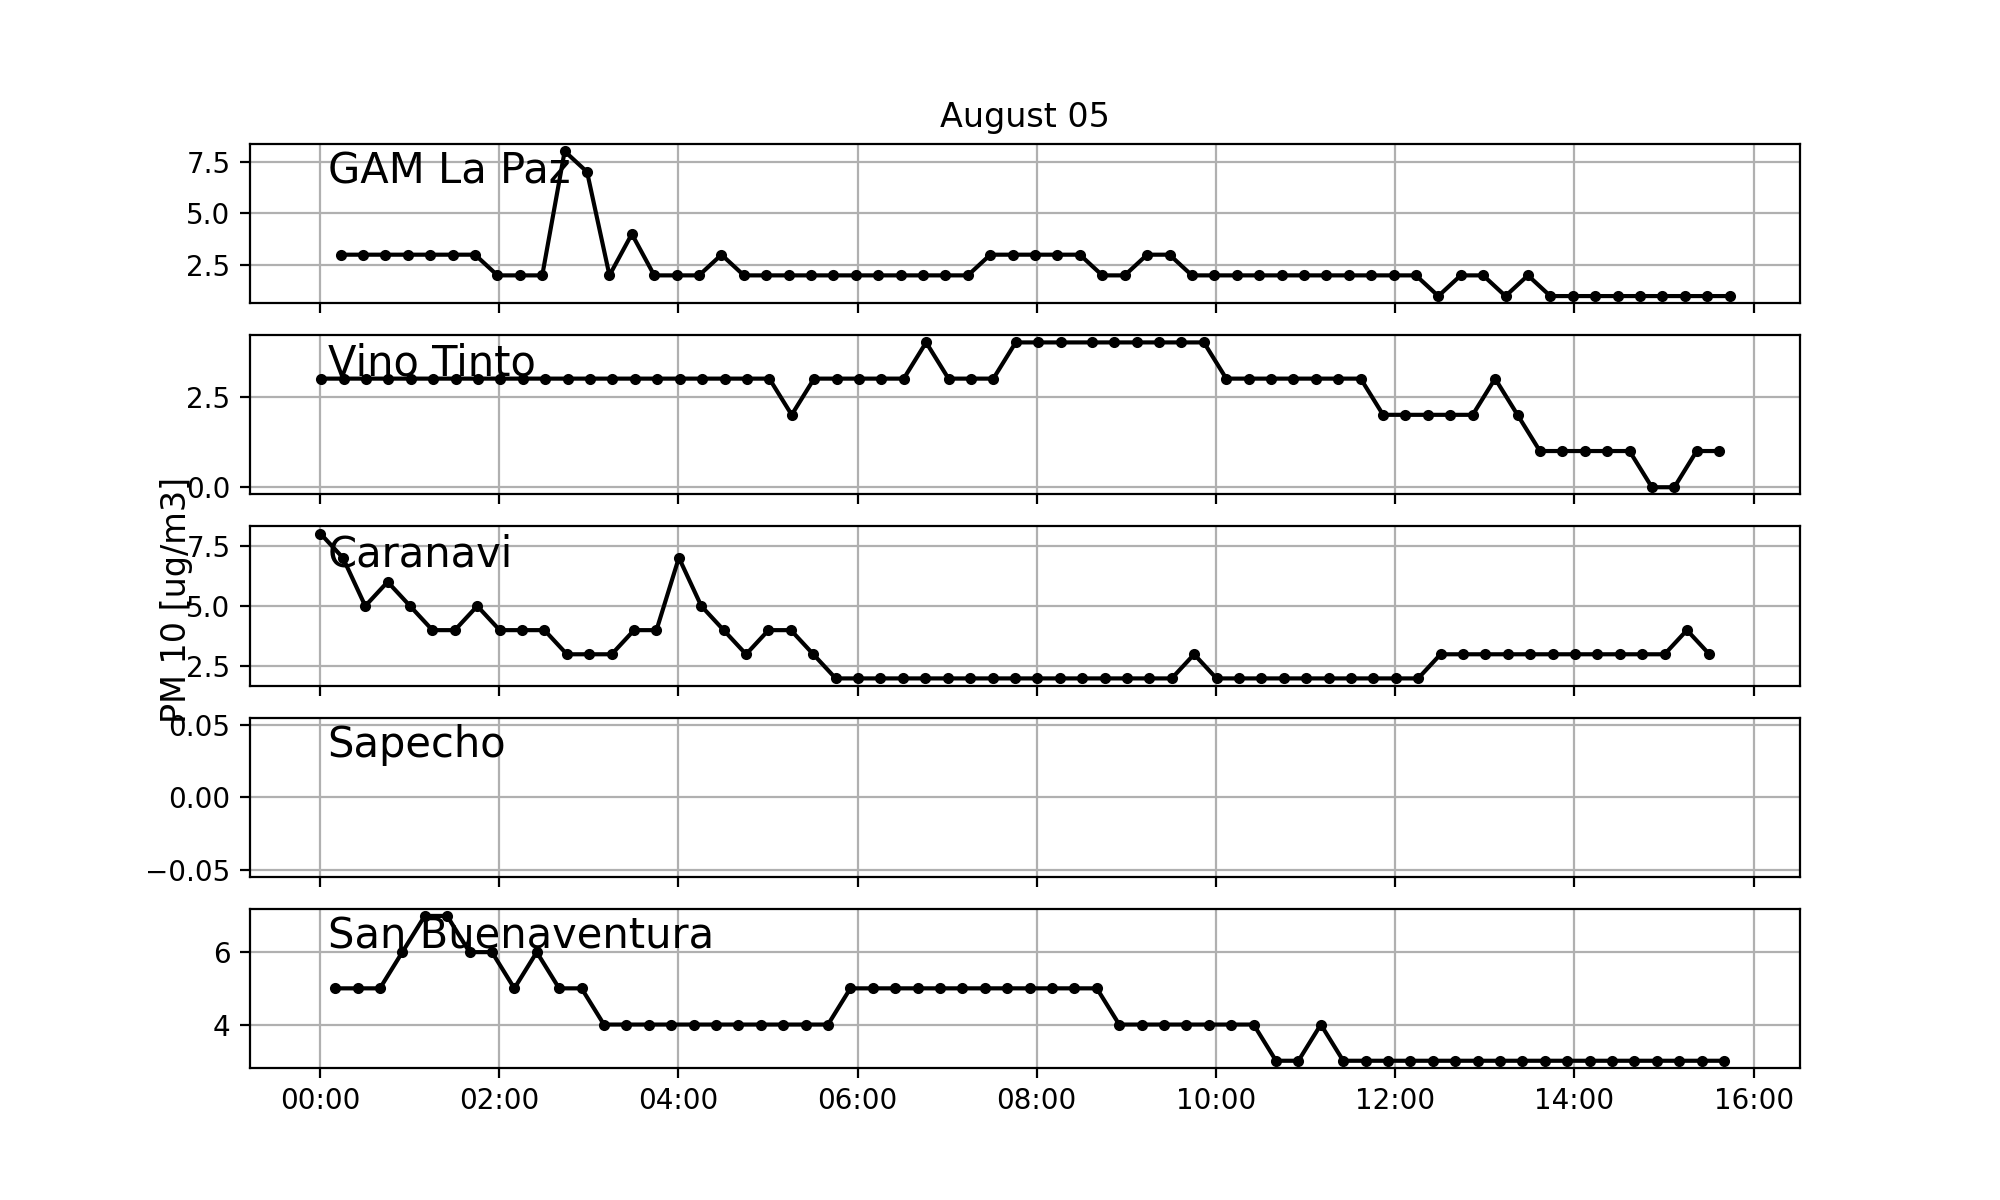 August 05
GAM La Paz
7.5
5.0
2.5
Vino Tinto
2.5
0.0
PM 10 [ug/m3]
Caranavi
7.5
5.0
2.5
Sapecho
0.05
0.00
−0.05
San Buenaventura
6
4
00:00 02:00 04:00 06:00 08:00 10:00 12:00 14:00 16:00